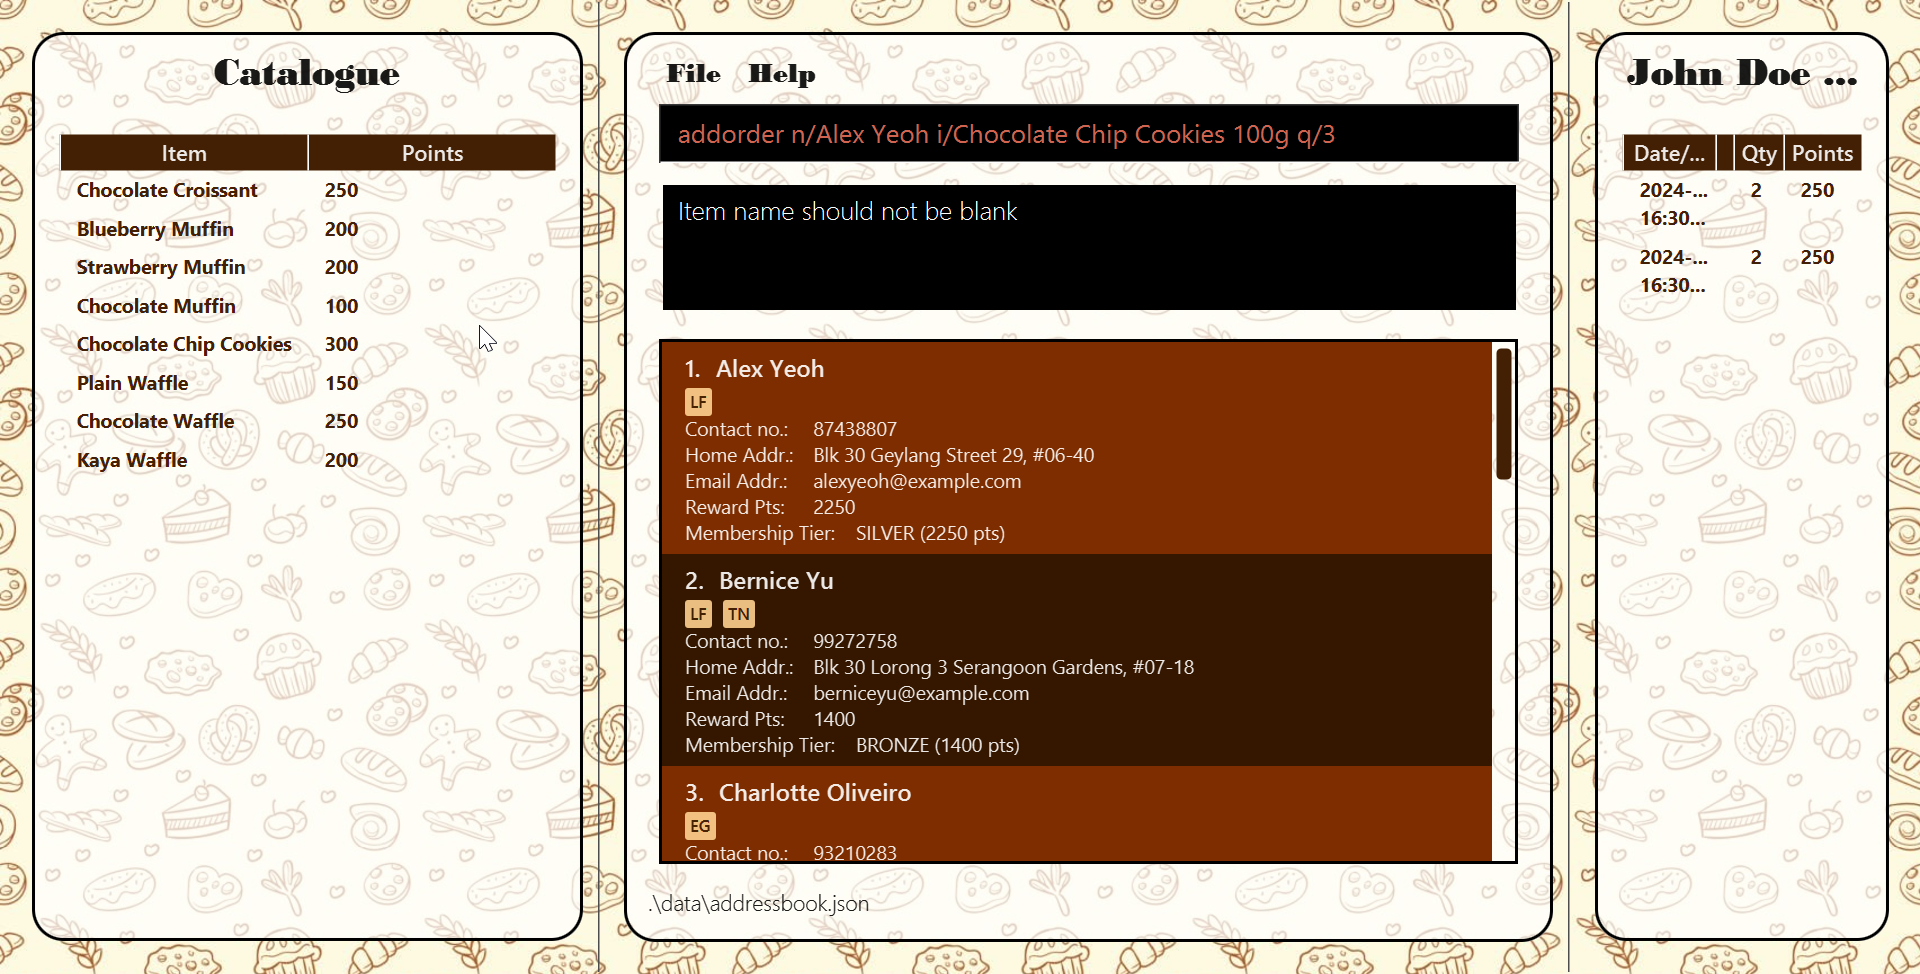 Catalogue
Item Points
Chocolate Croissant 250
Blueberry Muffin 200
Strawberry Muffin 200
Chocolate Muffin 100
Chocolate Chip Cookies 300
Plain Waffle 150
Chocolate Waffle 250
Kaya Waffle 200
File Help
addorder n/Alex Yeoh i/Chocolate Chip Cookies 100g q/3
Item name should not be blank
1. Alex Yeoh
LF
Contact no.: 87438807
Home Addr.: Blk 30 Geylang Street 29, #06-40
Email Addr.: alexyeoh@example.com
Reward Pts: 2250
Membership Tier: SILVER (2250 pts)
2. Bernice Yu
LF TN
Contact no.: 99272758
Home Addr.: Blk 30 Lorong 3 Serangoon Gardens, #07-18
Email Addr.: berniceyu@example.com
Reward Pts: 1400
Membership Tier: BRONZE (1400 pts)
3. Charlotte Oliveiro
EG
Contact no.: 93210283
.\data\addressbook.json
John Doe ...
Date/... Qty Points
2024-... 2 250
16:30...
2024-... 2 250
16:30...